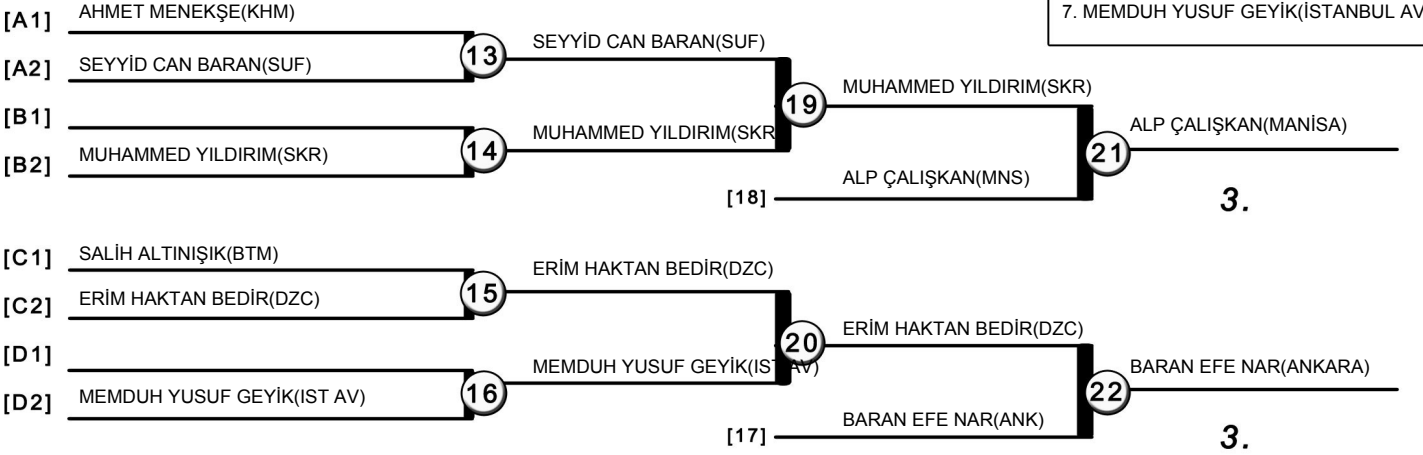 7. MEMDUH YUSUF GEYİK(İSTANBUL AV
[A1] AHMET MENEKŞE(KHM)
13 SEYYİD CAN BARAN(SUF)
[A2] SEYYİD CAN BARAN(SUF)
19 MUHAMMED YILDIRIM(SKR)
[B1]
14 MUHAMMED YILDIRIM(SKR
21 ALP ÇALIŞKAN(MANİSA)
[B2] MUHAMMED YILDIRIM(SKR)
[18] ALP ÇALIŞKAN(MNS)
3.
[C1] SALİH ALTINIŞIK(BTM)
15 ERİM HAKTAN BEDİR(DZC)
[C2] ERİM HAKTAN BEDİR(DZC)
20 ERİM HAKTAN BEDİR(DZC)
[D1]
16 MEMDUH YUSUF GEYİK(IST AV)
22 BARAN EFE NAR(ANKARA)
[D2] MEMDUH YUSUF GEYİK(IST AV)
[17] BARAN EFE NAR(ANK)
3.